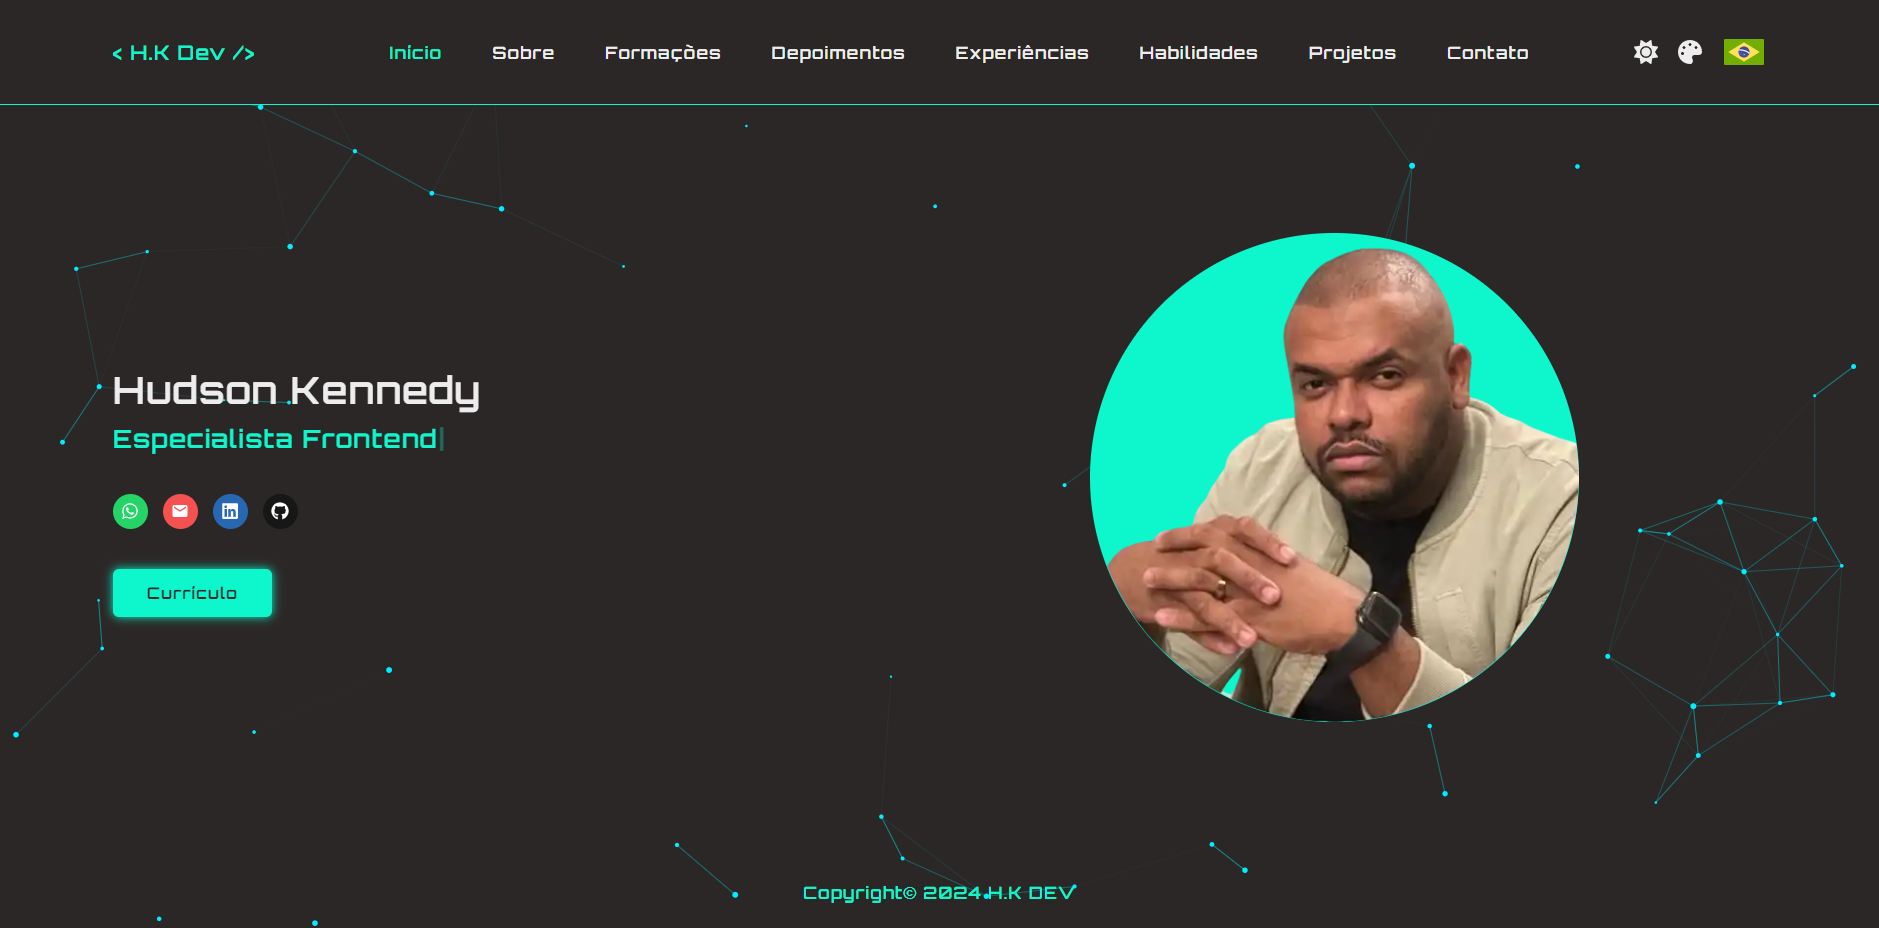 < H.K Dev />
Início
Sobre
Formações
Depoimentos
Experiências
Habilidades
Projetos
Contato
Hudson Kennedy
Especialista Frontend
Currículo
Copyright© 2024 H.K DEV